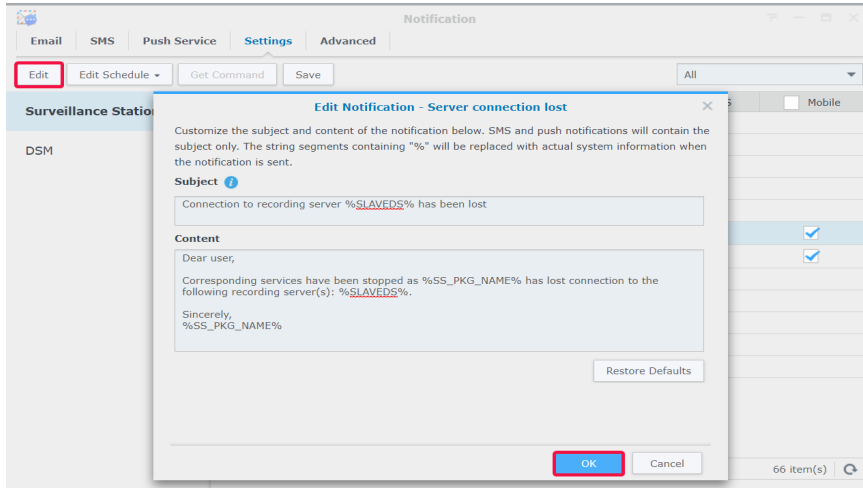 Notification
Email SMS Push Service Settings Advanced
Edit Edit Schedule Get Command Save All
Surveillance Statio
DSM
S Mobile
Edit Notification - Server connection lost
Customize the subject and content of the notification below. SMS and push notifications will contain the
subject only. The string segments containing "%" will be replaced with actual system information when
the notification is sent.
Subject
Connection to recording server %SLAVEDS% has been lost
Content
Dear user,
Corresponding services have been stopped as %SS_PKG_NAME% has lost connection to the
following recording server(s): %SLAVEDS%.
Sincerely,
%SS_PKG_NAME%
Restore Defaults
OK Cancel
66 item(s)